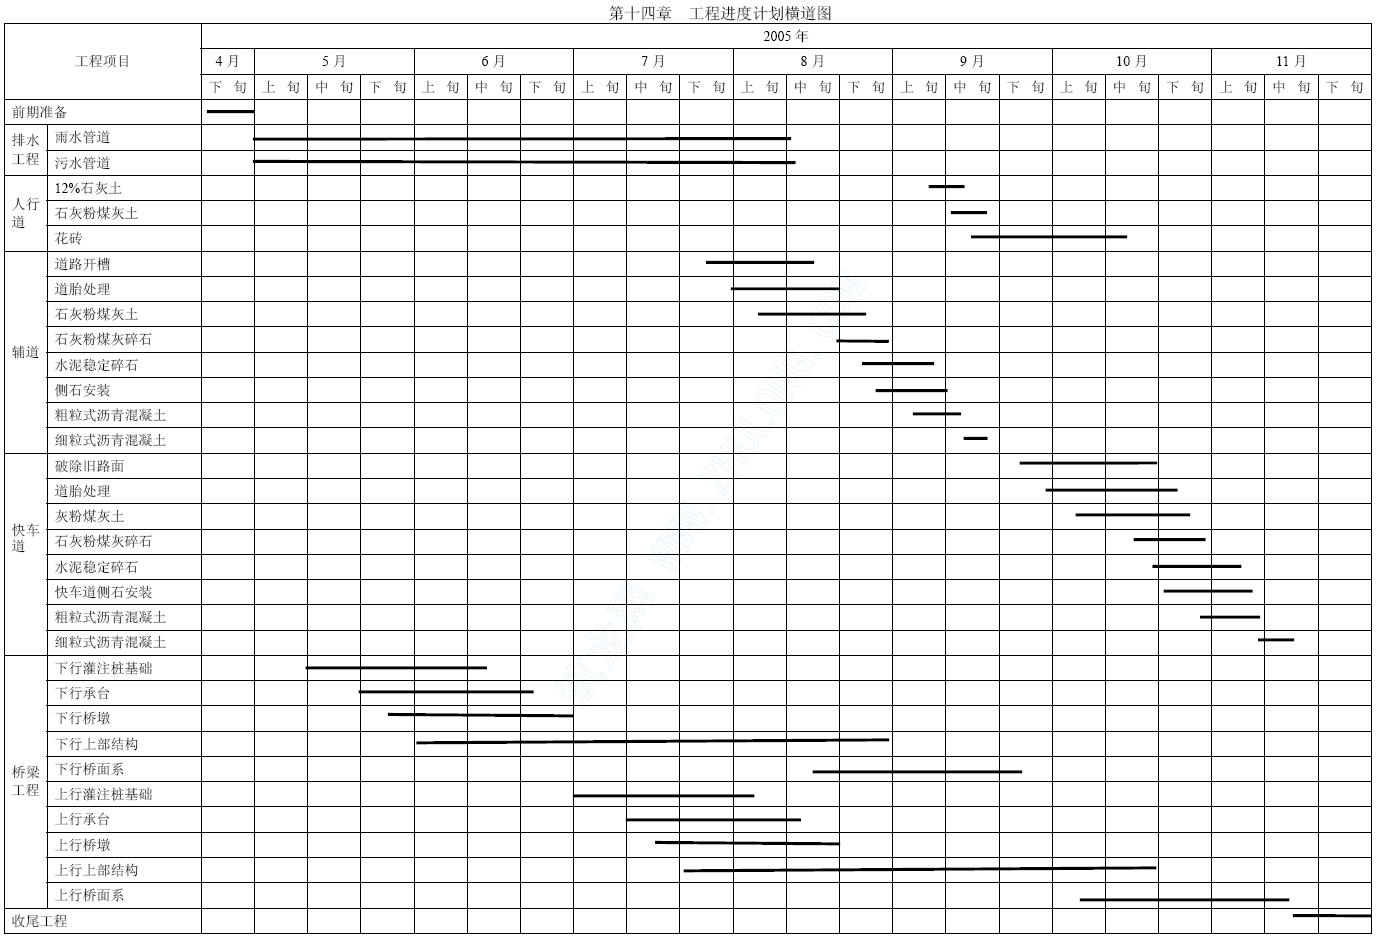 第十四章 工程进度计划横道图
工程项目
2005 年
4 月 5 月 6 月 7 月 8 月 9 月 10 月 11 月
下 旬 上 旬 中 旬 下 旬 上 旬 中 旬 下 旬 上 旬 中 旬 下 旬 上 旬 中 旬 下 旬 上 旬 中 旬 下 旬 上 旬 中 旬 下 旬 上 旬 中 旬 下 旬
前期准备
排水
工程
雨水管道
污水管道
人行
道
12%石灰土
石灰粉煤灰土
花砖
辅道
道路开槽
道胎处理
石灰粉煤灰土
石灰粉煤灰碎石
水泥稳定碎石
侧石安装
粗粒式沥青混凝土
细粒式沥青混凝土
快车
道
破除旧路面
道胎处理
灰粉煤灰土
石灰粉煤灰碎石
水泥稳定碎石
快车道侧石安装
粗粒式沥青混凝土
细粒式沥青混凝土
桥梁
工程
下行灌注桩基础
下行承台
下行桥墩
下行上部结构
下行桥面系
上行灌注桩基础
上行承台
上行桥墩
上行上部结构
上行桥面系
收尾工程
筑龙网 WWW.ZHULONG.COM